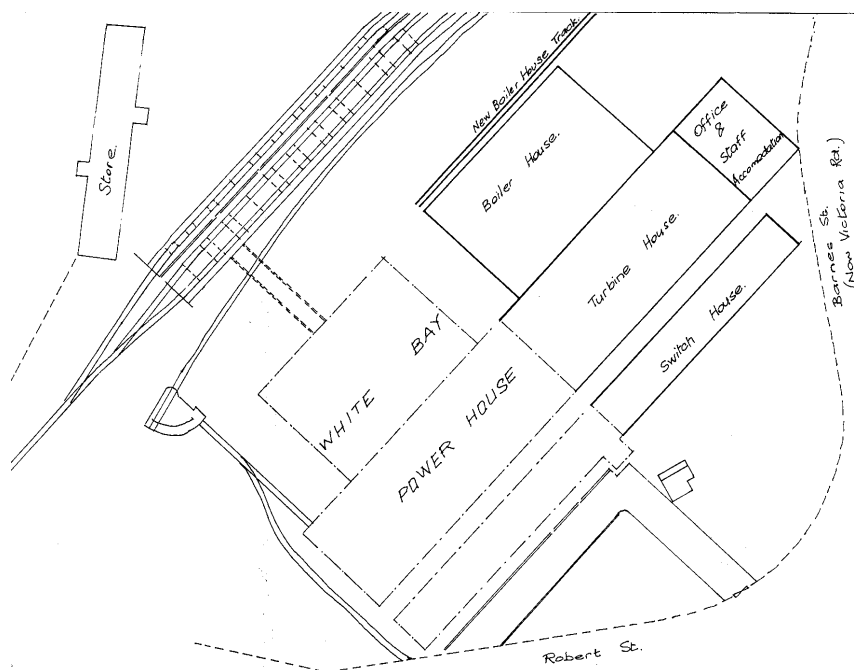 New Boiler House Track.
Office
&
Staff
Accomodation
Store.
Boiler House.
Turbine House.
Barnes St.
(Now Victoria Rd.)
Switch House.
WHITE BAY
POWER HOUSE
Robert St.